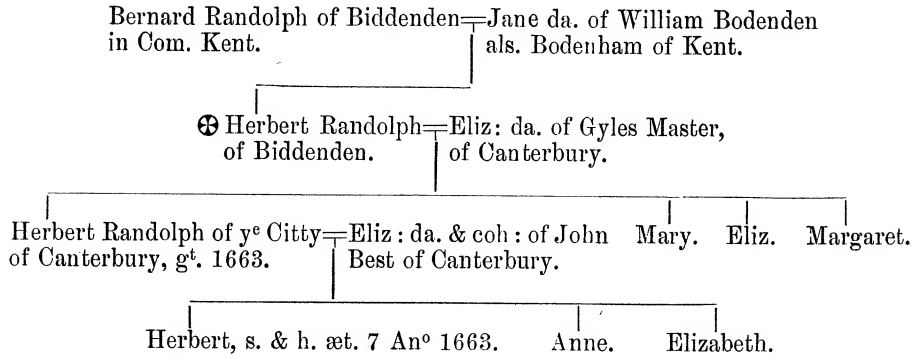 Bernard Randolph of Biddenden=Jane da. of William Bodenden
in Com. Kent. als. Bodenham of Kent.
✠ Herbert Randolph=Eliz: da. of Gyles Master,
of Biddenden. of Canterbury.
Herbert Randolph of yᵉ Citty=Eliz: da. & coh: of John Mary. Eliz. Margaret.
of Canterbury, gᵗ. 1663. Best of Canterbury.
Herbert, s. & h. æt. 7 Anº 1663. Anne. Elizabeth.